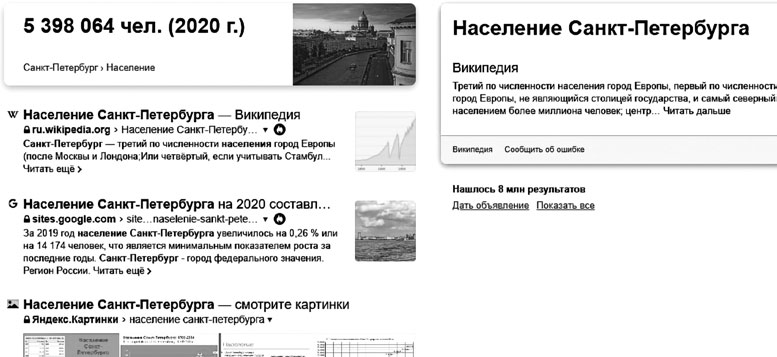 5 398 064 чел. (2020 г.)
Санкт-Петербург › Население
Население Санкт-Петербурга — Википедия
ru.wikipedia.org › Население Санкт-Петербу...
Санкт-Петербург — третий по численности населения город Европы
(после Москвы и Лондона;Или четвёртый, если учитывать Стамбул...
Читать ещё ›
Население Санкт-Петербурга на 2020 составл...
sites.google.com › site...naselenie-sankt-pete...
За 2019 год население Санкт-Петербурга увеличилось на 0,26 % или
на 14 174 человек, что является минимальным показателем роста за
последние годы. Санкт-Петербург - город федерального значения.
Регион России. Читать ещё ›
Население Санкт-Петербурга — смотрите картинки
Яндекс.Картинки › население санкт-петербурга
Население
Санкт-
Петербурга
Население Санкт-Петербурга
Википедия
Третий по численности населения город Европы, первый по численность
город Европы, не являющийся столицей государства, и самый северный
населением более миллиона человек; центр... Читать дальше
Википедия Сообщить об ошибке
Нашлось 8 млн результатов
Дать объявление Показать все